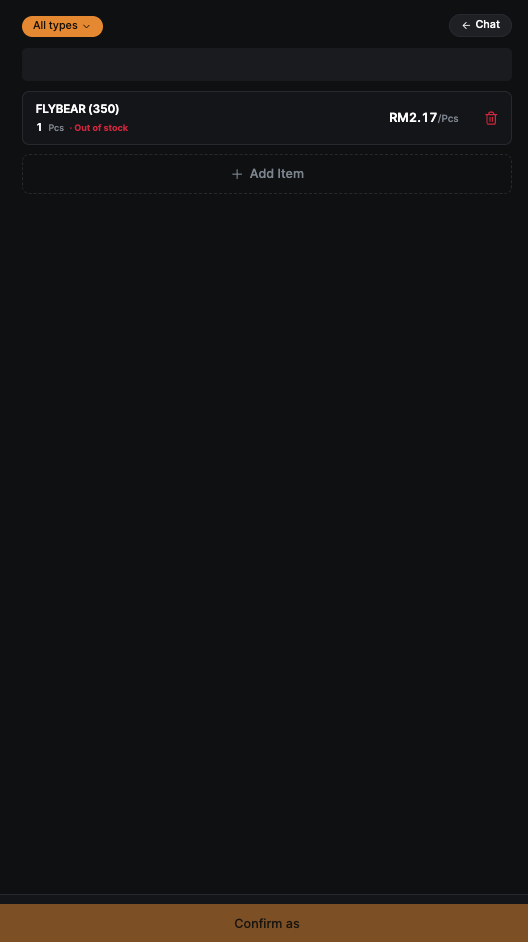 All types
Chat
FLYBEAR (350)
1 Pcs · Out of stock
RM2.17/Pcs
Add Item
Confirm as